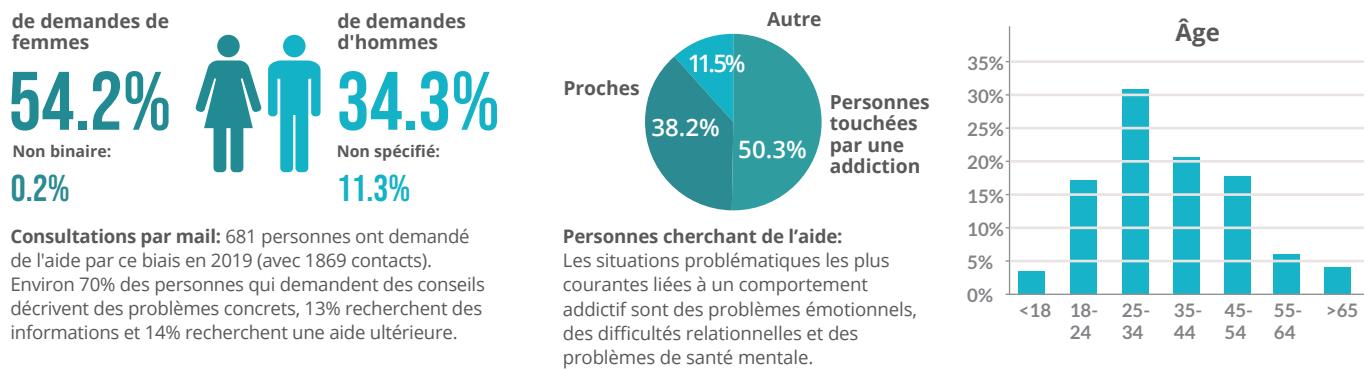 de demandes de
femmes
54.2%
Non binaire:
0.2%
de demandes
d'hommes
34.3%
Non spécifié:
11.3%
Consultations par mail: 681 personnes ont demandé
de l'aide par ce biais en 2019 (avec 1869 contacts).
Environ 70% des personnes qui demandent des conseils
décrivent des problèmes concrets, 13% recherchent des
informations et 14% recherchent une aide ultérieure.
Autre
11.5%
Proches
38.2%
Personnes
touchées
par une
addiction
50.3%
Personnes cherchant de l’aide:
Les situations problématiques les plus
courantes liées à un comportement
addictif sont des problèmes émotionnels,
des difficultés relationnelles et des
problèmes de santé mentale.
Âge
35%
30%
25%
20%
15%
10%
5%
0%
<18
18-
24
25-
34
35-
44
45-
54
55-
64
>65